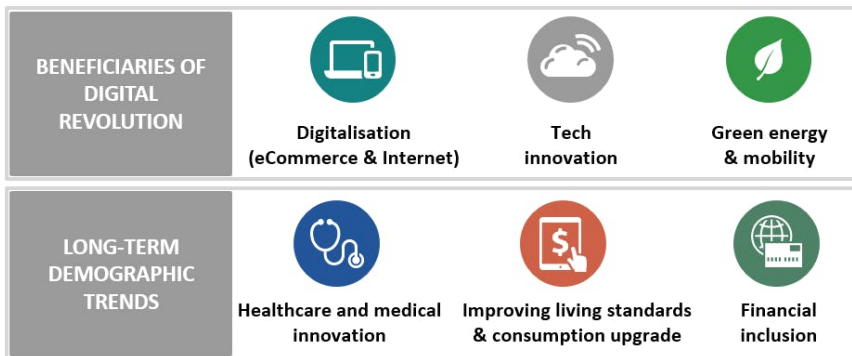 BENEFICIARIES OF
DIGITAL
REVOLUTION
Digitalisation
(eCommerce & Internet)
Tech
innovation
Green energy
& mobility
LONG-TERM
DEMOGRAPHIC
TRENDS
Healthcare and medical
innovation
$
Improving living standards
& consumption upgrade
Financial
inclusion